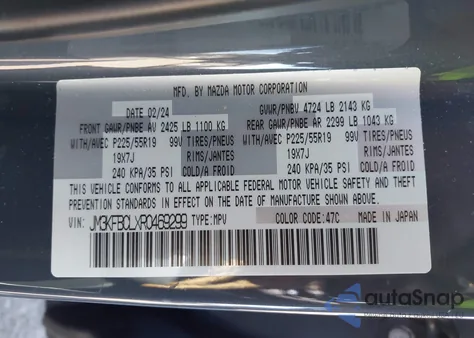 MFD. BY MAZDA MOTOR CORPORATION
DATE 02/24 GVWR/PNBV 4724 LB 2143 KG
FRONT GAWR/PNBE AV 2425 LB 1100 KG REAR GAWR/PNBE AR 2299 LB 1043 KG
WITH/AVEC P225/55R19 99V TIRES/PNEUS WITH/AVEC P225/55R19 99V TIRES/PNEUS
19X7J RIMS/JANTES 19X7J RIMS/JANTES
240 KPA/35 PSI COLD/A FROID 240 KPA/35 PSI COLD/A FROID
THIS VEHICLE CONFORMS TO ALL APPLICABLE FEDERAL MOTOR VEHICLE SAFETY AND THEFT
PREVENTION STANDARDS IN EFFECT ON THE DATE OF MANUFACTURE SHOWN ABOVE.
VIN: JM3KFBCLXR0469299 TYPE:MPV COLOR CODE:47C MADE IN JAPAN
autoSnap